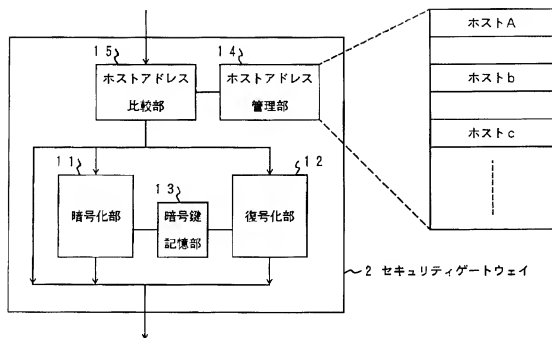 ホストA
15
14
ホストアドレス
比較部
ホストアドレス
管理部
ホストb
ホストc
11
13
12
暗号化部
暗号鍵
記憶部
復号化部
2 セキュリティゲートウェイ